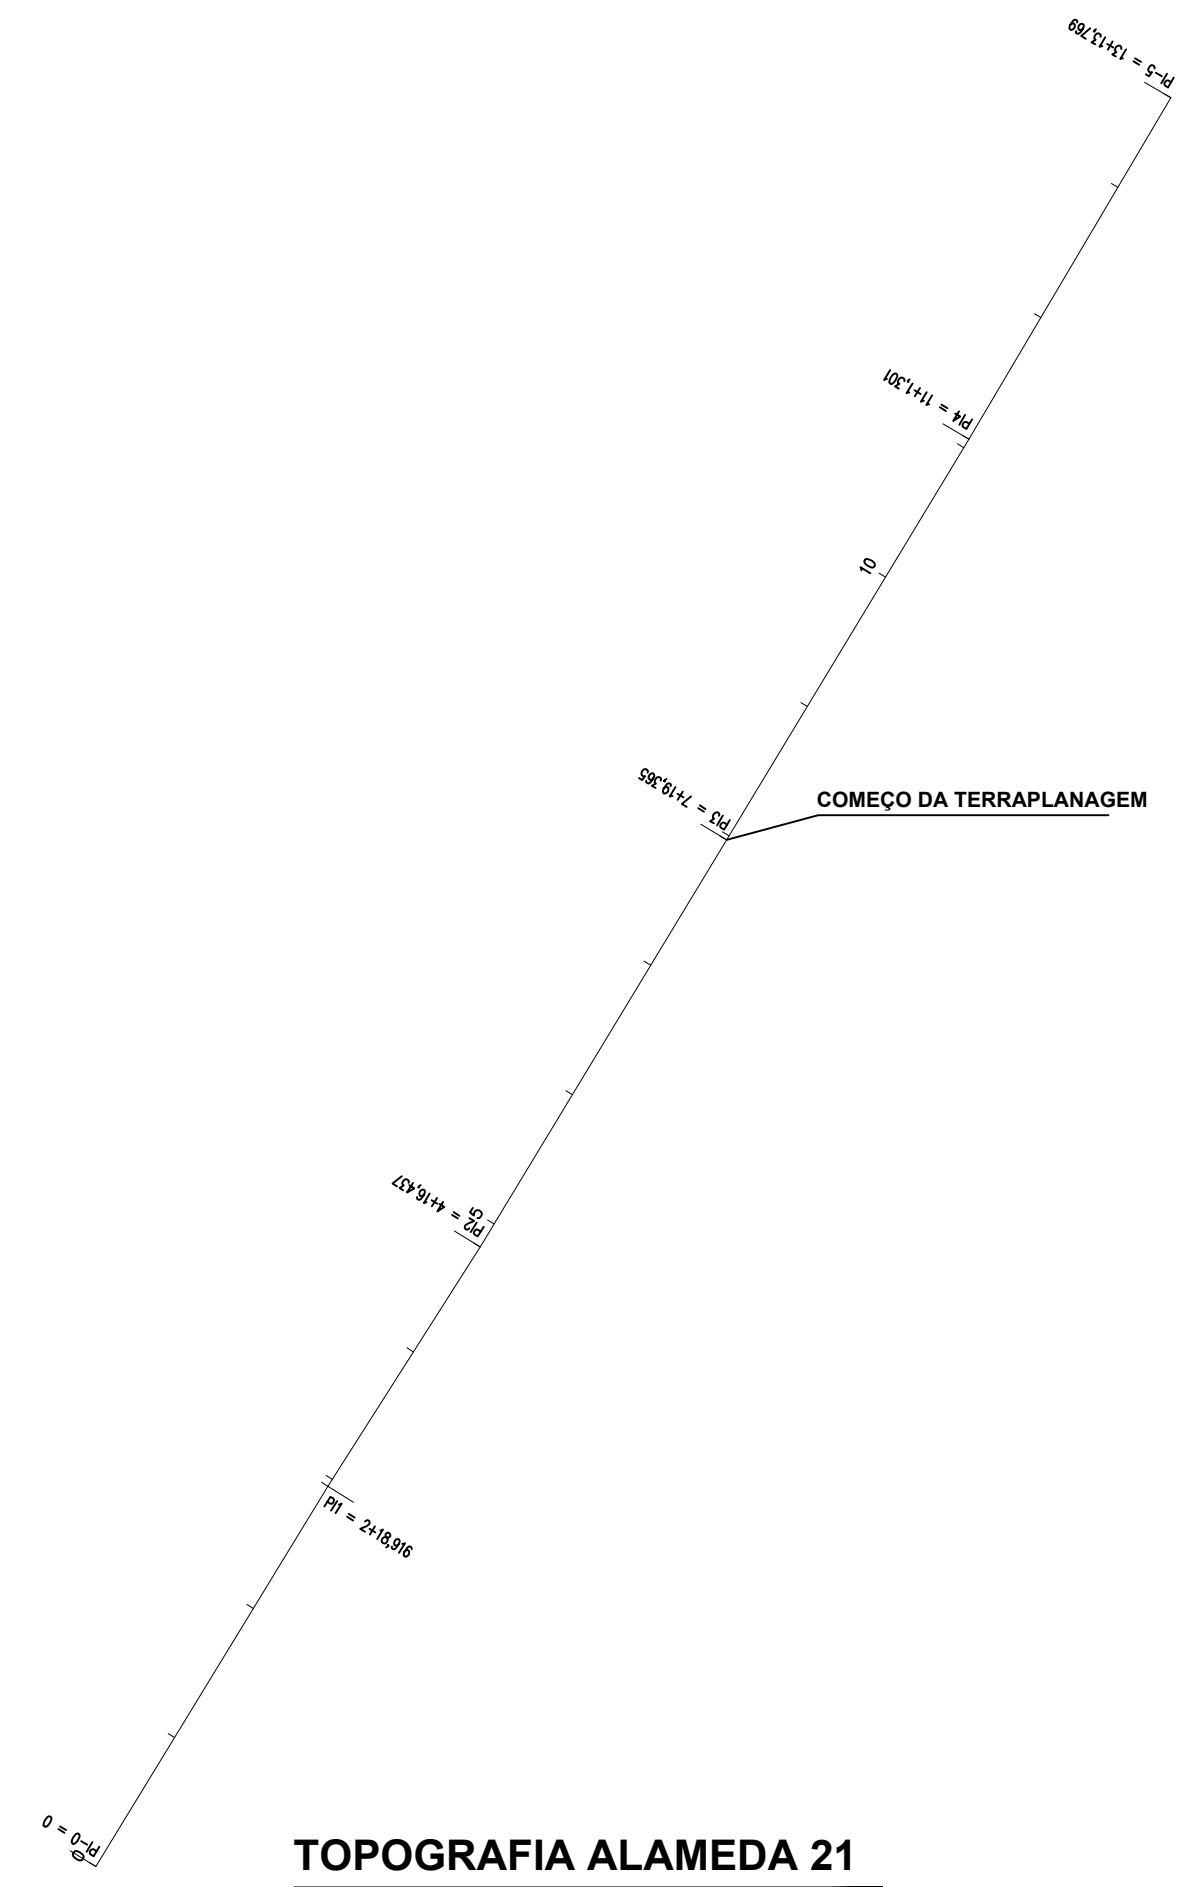 PI-5 = 13+13,769
PI4 = 11+1,301
10
PI3 = 7+19,365
COMEÇO DA TERRAPLANAGEM
5
PI2 = 4+16,437
PI1 = 2+18,916
PI-0 = 0
0
TOPOGRAFIA ALAMEDA 21